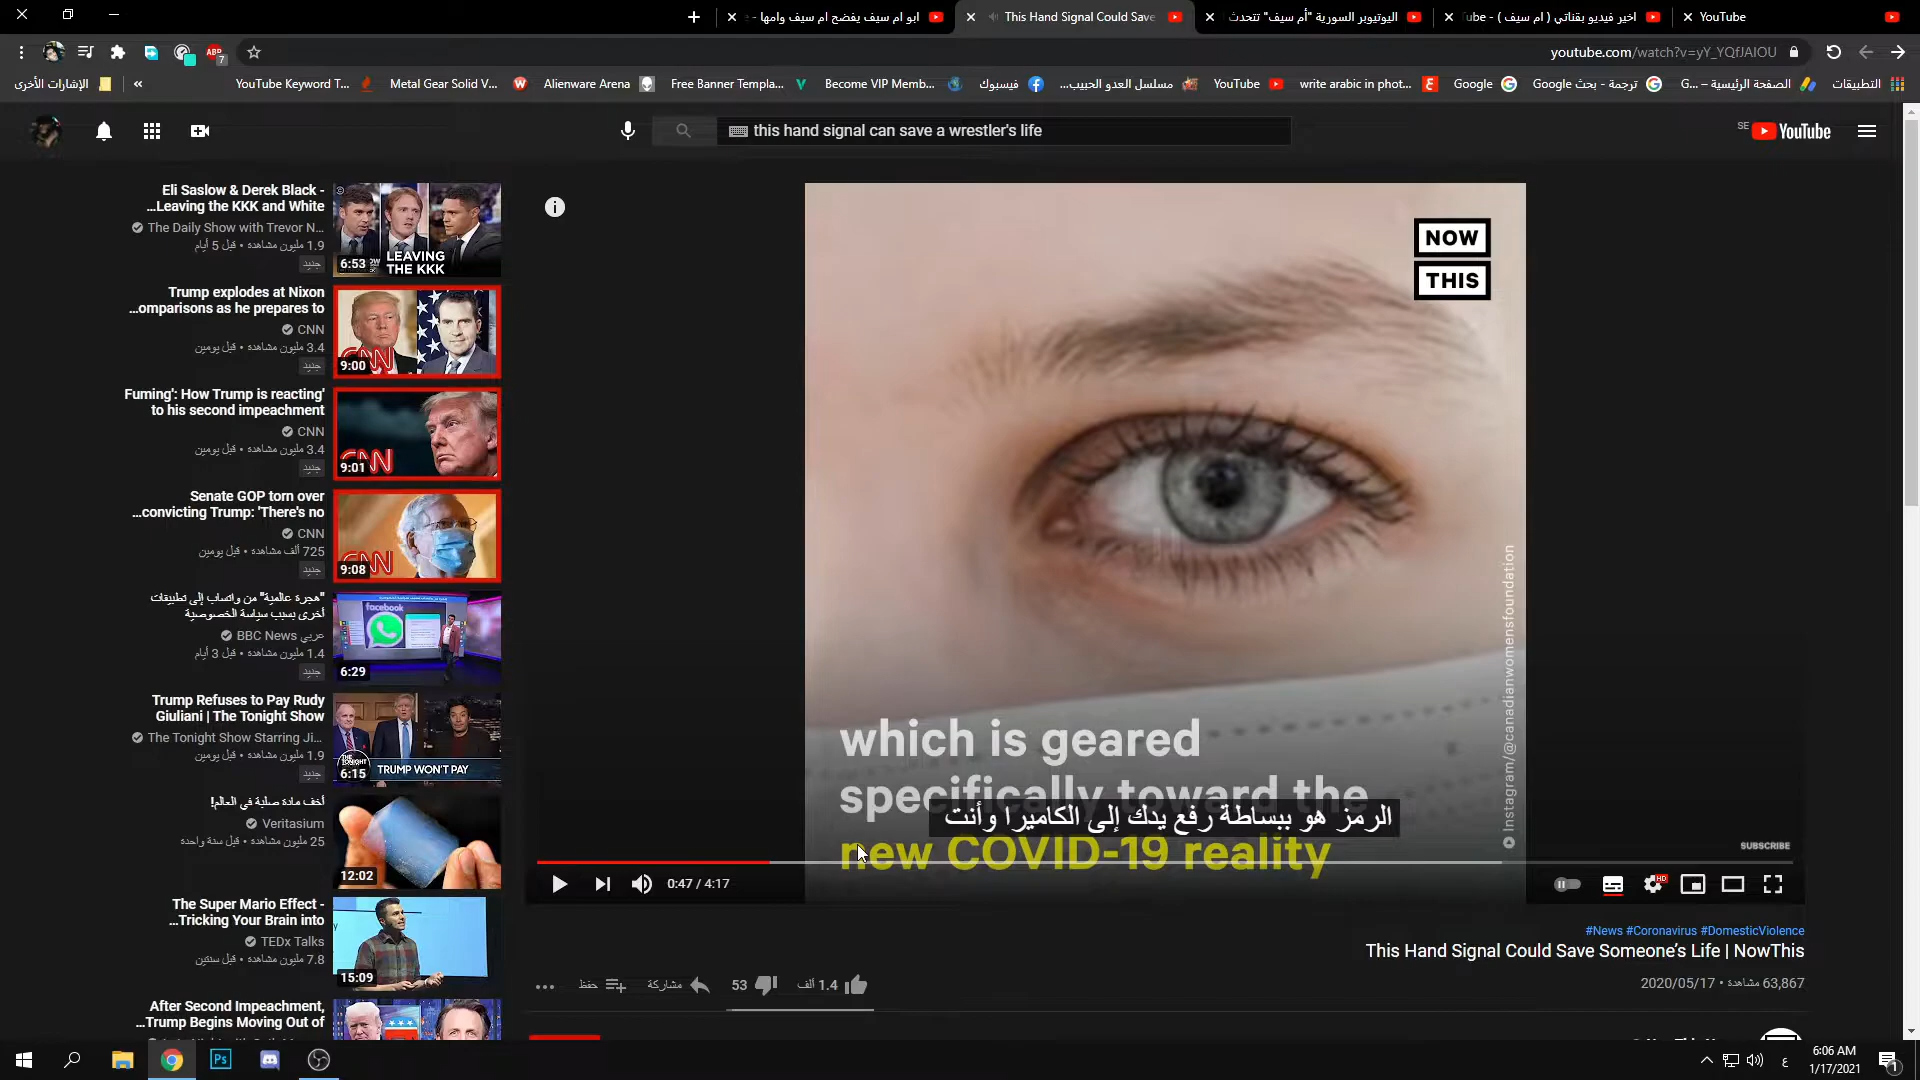 ابو ام سيف يفضح ام سيف وامها -
This Hand Signal Could Save
اليوتيوبر السورية "أم سيف" تتحدث
اخير فيديو بقناتي ( ام سيف ) -
YouTube
youtube.com/watch?v=yY_YQfJAIOU
ABP
7
التطبيقات
الصفحة الرئيسية – ...G
ترجمة - بحث Google
Google
write arabic in phot...
YouTube
مسلسل العدو الحبيب...
فيسبوك
Become VIP Memb...
Free Banner Templa...
Alienware Arena
Metal Gear Solid V...
YouTube Keyword T...
«
الإشارات الأخرى
this hand signal can save a wrestler's life
YouTube SE
NOW
THIS
Instagram/@canadianwomensfoundation
which is geared
specifically toward the
new COVID-19 reality
الرمز هو ببساطة رفع يدك إلى الكاميرا وأنت
SUBSCRIBE
0:47 / 4:17
HD
#News #Coronavirus #DomesticViolence
This Hand Signal Could Save Someone's Life | NowThis
63,867 مشاهدة • 2020/05/17
1.4 ألف
53
مشاركة
حفظ
Eli Saslow & Derek Black -
...Leaving the KKK and White
The Daily Show with Trevor N...
1.9 مليون مشاهدة • قبل 5 أيام
جديد
LEAVING
THE KKK
6:53
Trump explodes at Nixon
...omparisons as he prepares to
CNN
3.4 مليون مشاهدة • قبل يومين
جديد
CNN
9:00
Fuming': How Trump is reacting'
to his second impeachment
CNN
3.4 مليون مشاهدة • قبل يومين
جديد
CNN
9:01
Senate GOP torn over
...convicting Trump: 'There's no
CNN
725 ألف مشاهدة • قبل يومين
جديد
CNN
9:08
"هجرة عالمية" من واتساب إلى تطبيقات
أخرى بسبب سياسة الخصوصية
BBC News عربي
1.4 مليون مشاهدة • قبل 3 أيام
جديد
facebook
6:29
Trump Refuses to Pay Rudy
Giuliani | The Tonight Show
The Tonight Show Starring Ji...
1.9 مليون مشاهدة • قبل يومين
جديد
TRUMP WON'T PAY
6:15
أخف مادة صلبة في العالم!
Veritasium
25 مليون مشاهدة • قبل سنة واحدة
12:02
The Super Mario Effect -
...Tricking Your Brain into
TEDx Talks
7.8 مليون مشاهدة • قبل سنتين
15:09
After Second Impeachment,
...Trump Begins Moving Out of
Ps
ع
6:06 AM
1/17/2021
1